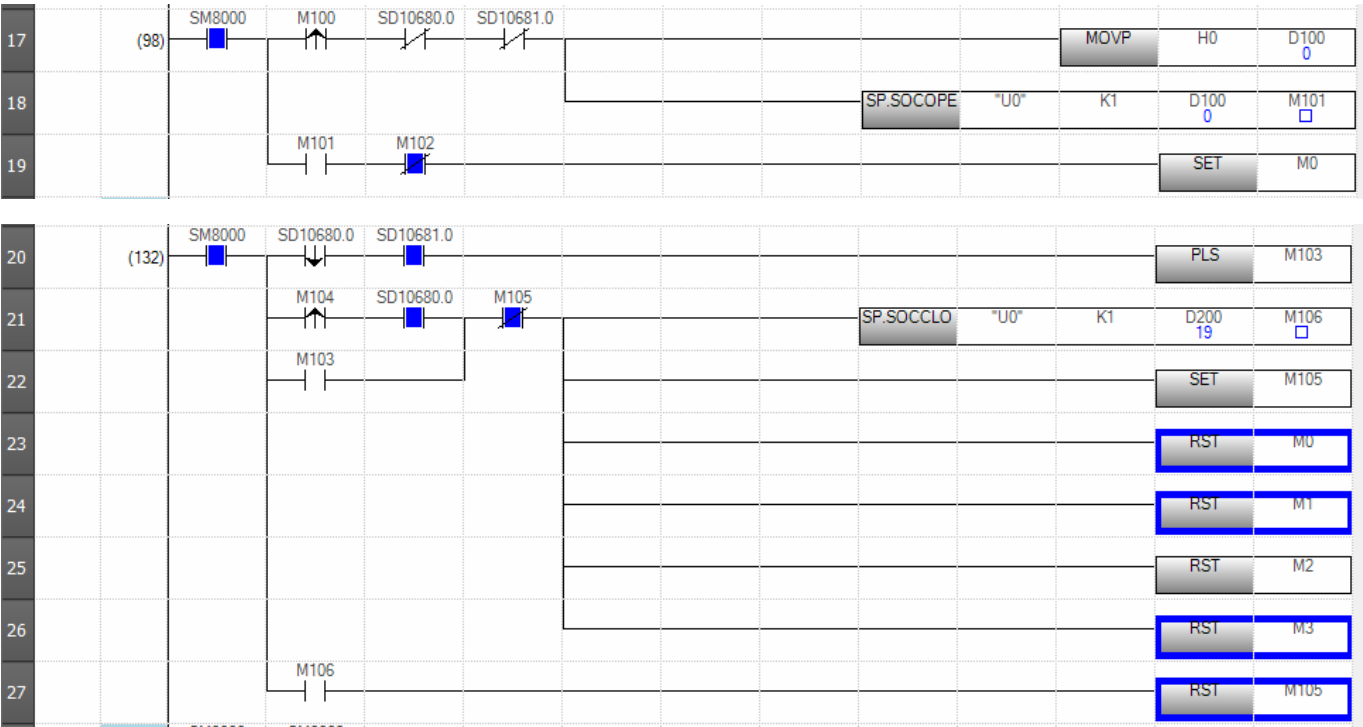 SM8000 M100 SD10680.0 SD10681.0
17 (98) MOVP H0 D100
0
18 SP.SOCOPE "U0" K1 D100 M101
0
M101 M102
19 SET M0
SM8000 SD10680.0 SD10681.0
20 (132) PLS M103
M104 SD10680.0 M105
21 SP.SOCCLO "U0" K1 D200 M106
19
M103
22 SET M105
23 RST M0
24 RST M1
25 RST M2
26 RST M3
M106
27 RST M105